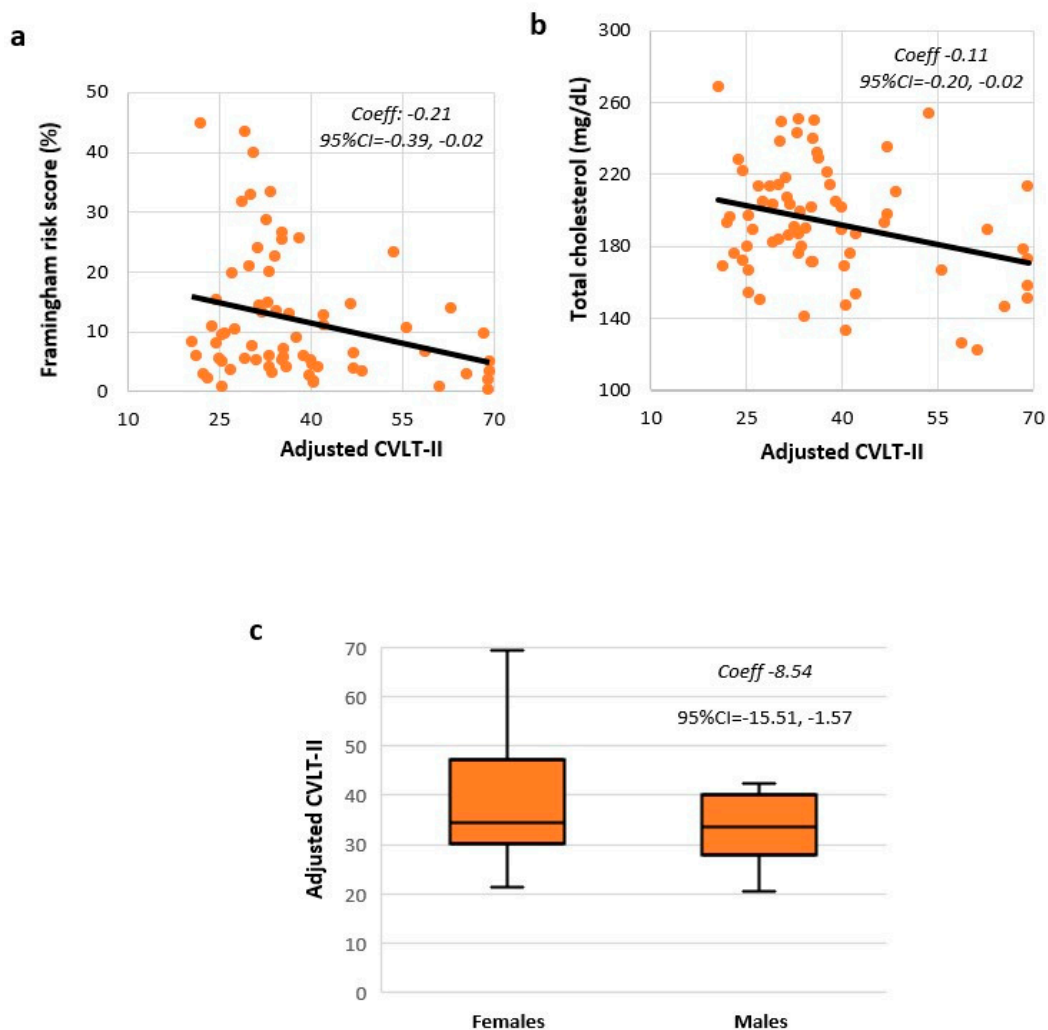 a
Coeff: -0.21
95%CI=-0.39, -0.02
Framingham risk score (%)
50
40
30
20
10
0
10 25 40 55 70
Adjusted CVLT-II
b
Coeff -0.11
95%CI=-0.20, -0.02
Total cholesterol (mg/dL)
300
260
220
180
140
100
10 25 40 55 70
Adjusted CVLT-II
c
Coeff -8.54
95%CI=-15.51, -1.57
Adjusted CVLT-II
70
60
50
40
30
20
10
0
Females Males